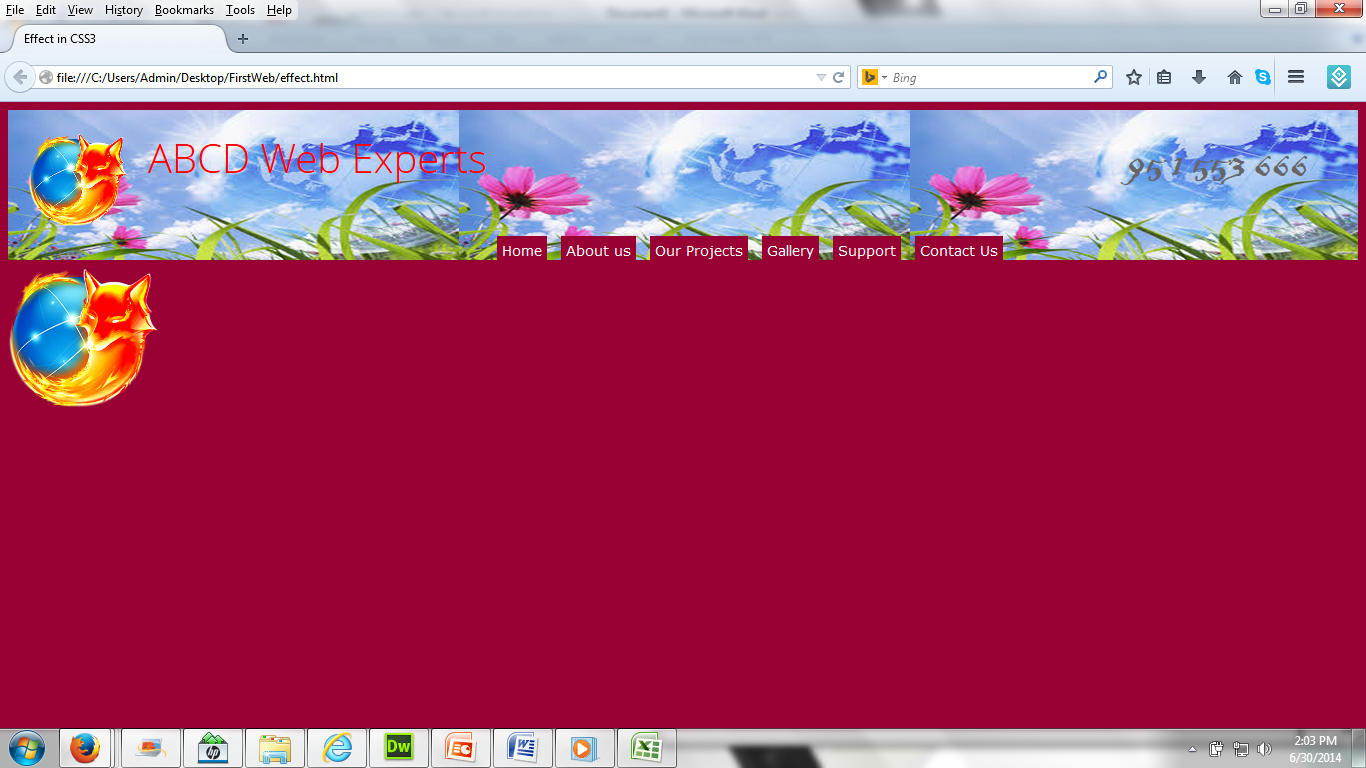 File Edit View History Bookmarks Tools Help
Effect in CSS3
file:///C:/Users/Admin/Desktop/FirstWeb/effect.html
Bing
ABCD Web Experts
951 553 666
Home About us Our Projects Gallery Support Contact Us
hp Dw
2:03 PM
6/30/2014